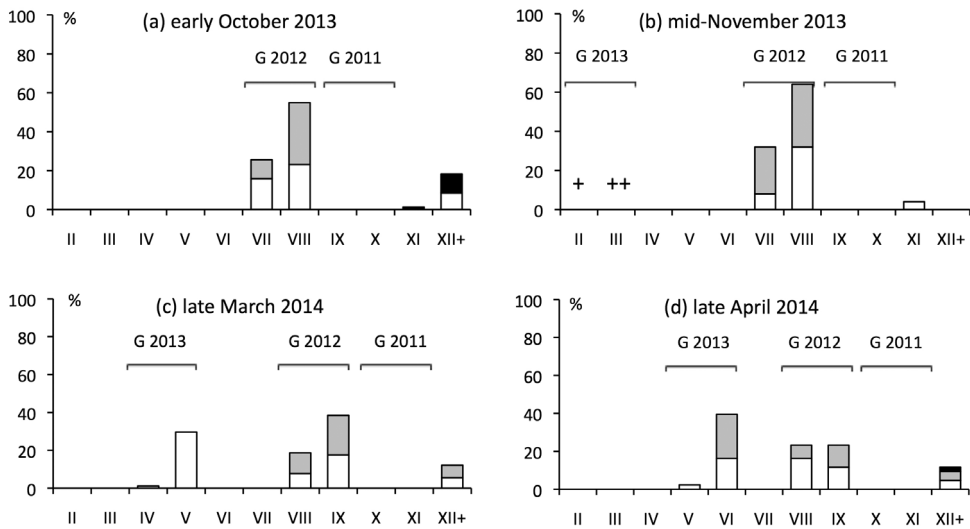 100 % (a) early October 2013
80
60
40
20
0
G 2012 G 2011
II III IV V VI VII VIII IX X XI XII+
100 % (b) mid-November 2013
80
60
40
20
0
G 2013 G 2012 G 2011
+ ++
II III IV V VI VII VIII IX X XI XII+
100 % (c) late March 2014
80
60
40
20
0
G 2013 G 2012 G 2011
II III IV V VI VII VIII IX X XI XII+
100 % (d) late April 2014
80
60
40
20
0
G 2013 G 2012 G 2011
II III IV V VI VII VIII IX X XI XII+